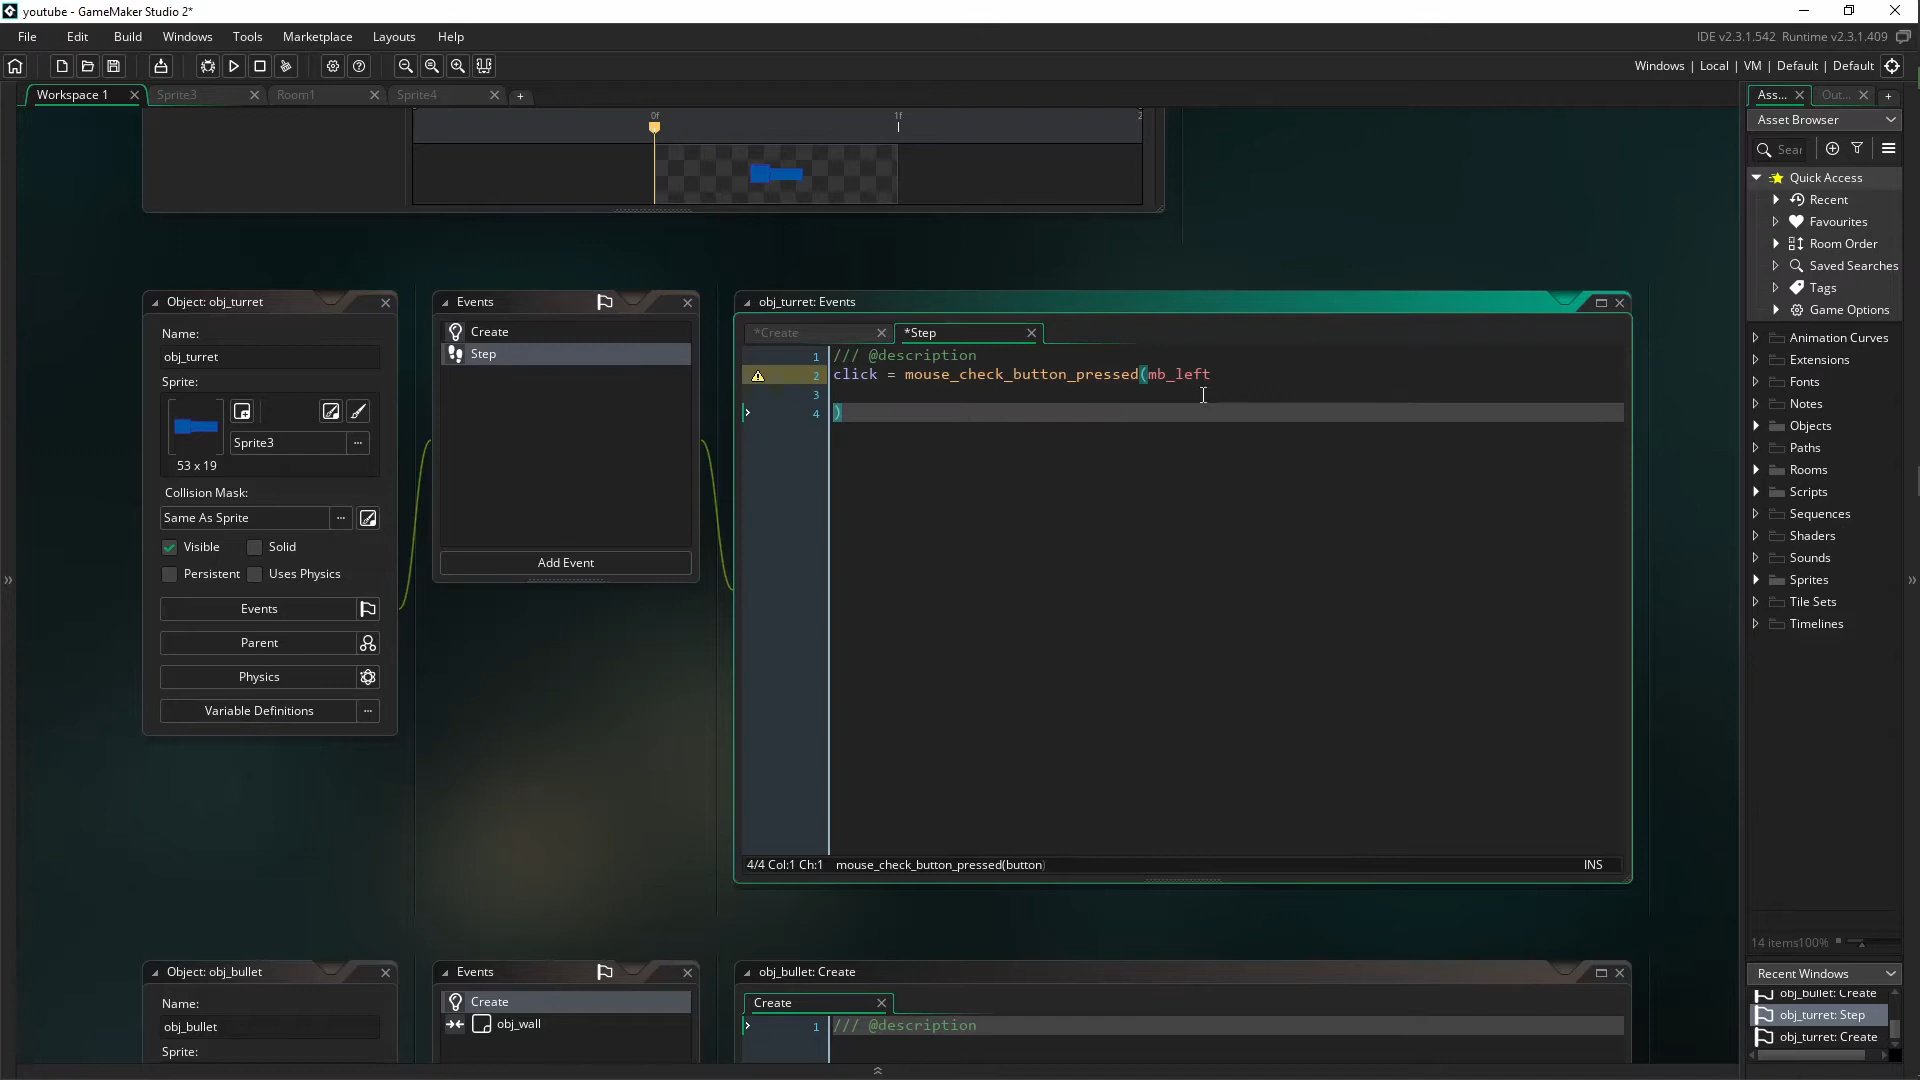 youtube - GameMaker Studio 2*
File Edit Build Windows Tools Marketplace Layouts Help
IDE v2.3.1.542 Runtime v2.3.1.409
Windows | Local | VM | Default | Default
Workspace 1
Sprite3
Room1
Sprite4
Ass...
Out...
Asset Browser
0f
1f
2
Sear
Quick Access
Recent
Favourites
Room Order
Saved Searches
Tags
Game Options
Animation Curves
Extensions
Fonts
Notes
Objects
Paths
Rooms
Scripts
Sequences
Shaders
Sounds
Sprites
Tile Sets
Timelines
14 items100%
Recent Windows
obj_bullet: Create
obj_turret: Step
obj_turret: Create
Object: obj_turret
Name:
obj_turret
Sprite:
Sprite3
53 x 19
Collision Mask:
Same As Sprite
Visible
Solid
Persistent
Uses Physics
Events
Parent
Physics
Variable Definitions
Events
Create
Step
Add Event
obj_turret: Events
*Create
*Step
1 /// @description
2 click = mouse_check_button_pressed(mb_left
3
4 )
4/4 Col:1 Ch:1 mouse_check_button_pressed(button)
INS
Object: obj_bullet
Name:
obj_bullet
Sprite:
Events
Create
obj_wall
obj_bullet: Create
Create
1 /// @description